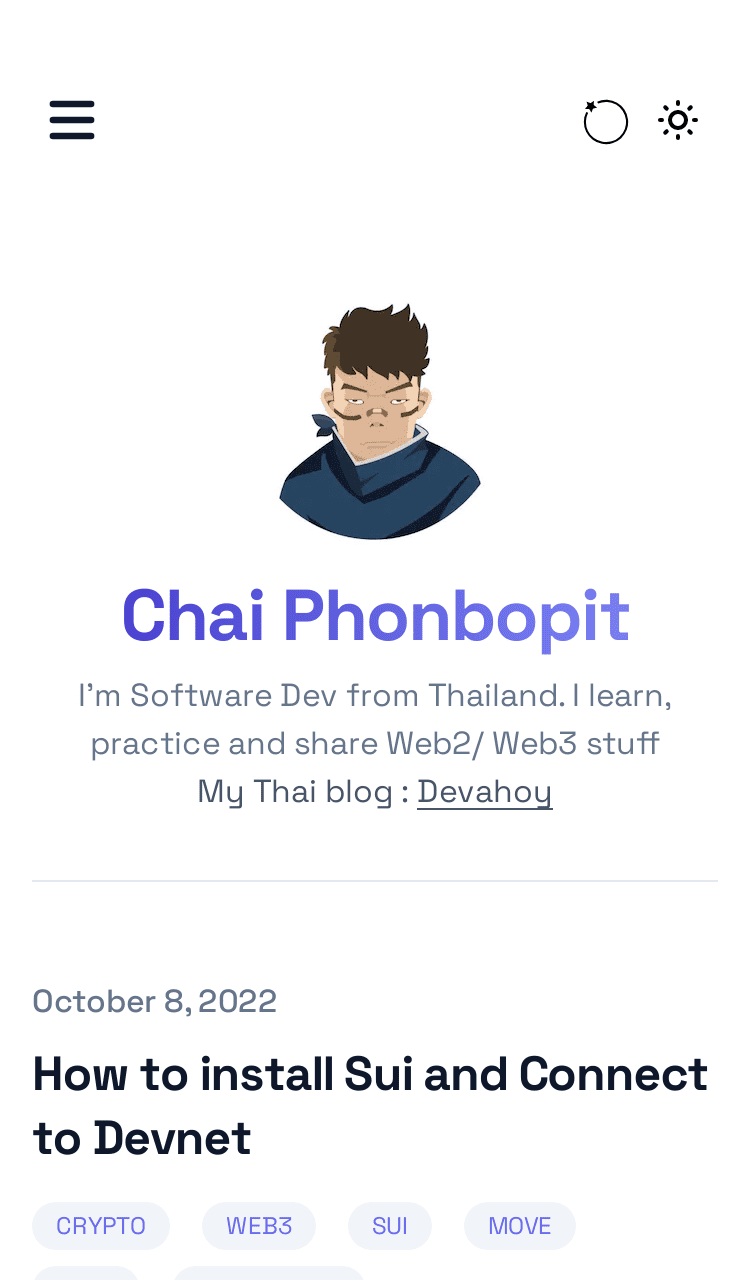 Chai Phonbopit
I'm Software Dev from Thailand. I learn,
practice and share Web2/ Web3 stuff
My Thai blog : Devahoy
October 8, 2022
How to install Sui and Connect
to Devnet
CRYPTO WEB3 SUI MOVE